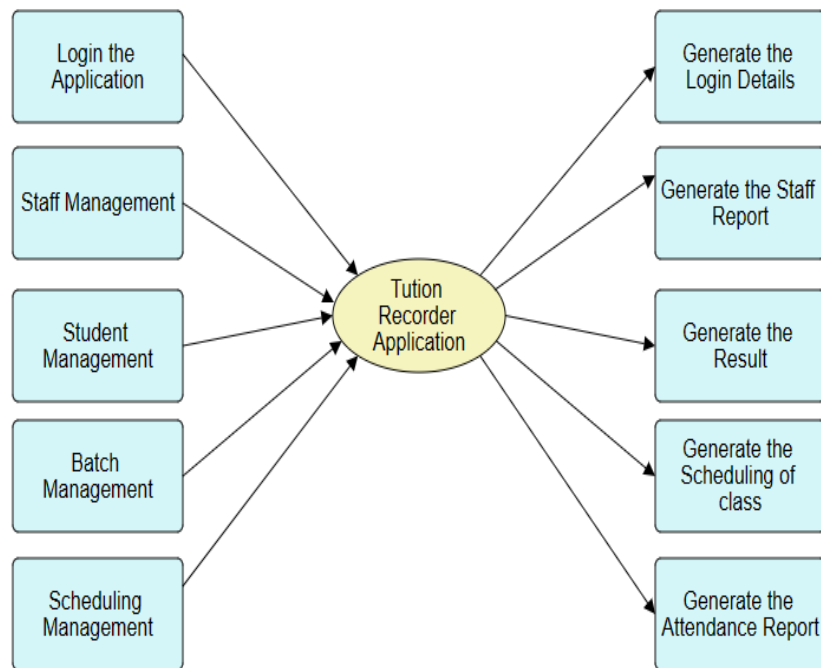 Login the
Application
Staff Management
Student
Management
Batch
Management
Scheduling
Management
Tution
Recorder
Application
Generate the
Login Details
Generate the Staff
Report
Generate the
Result
Generate the
Scheduling of
class
Generate the
Attendance Report